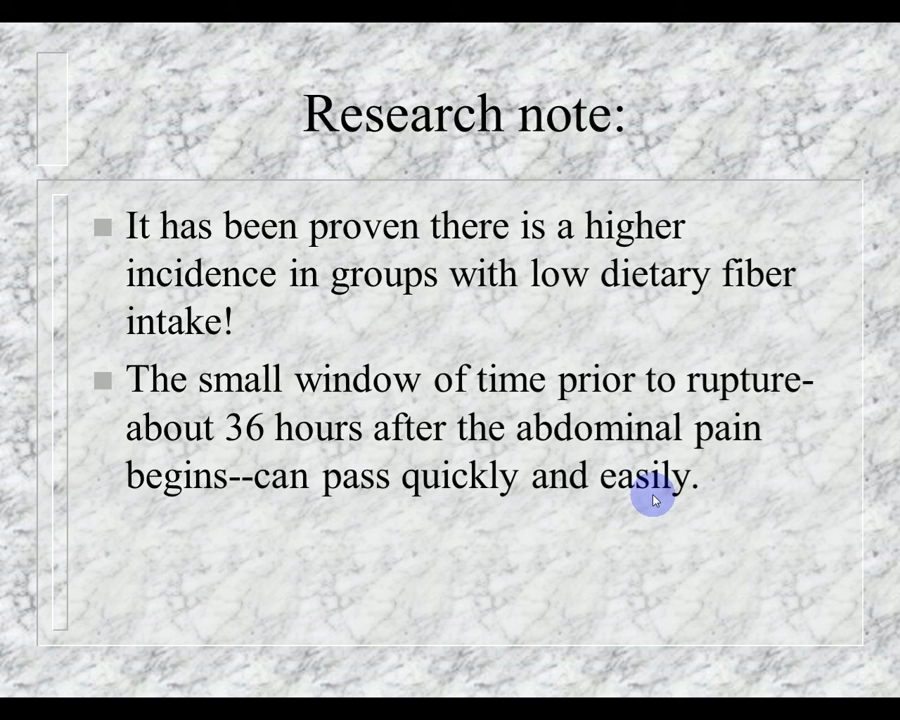 Research note:
It has been proven there is a higher
incidence in groups with low dietary fiber
intake!
The small window of time prior to rupture-
about 36 hours after the abdominal pain
begins--can pass quickly and easily.